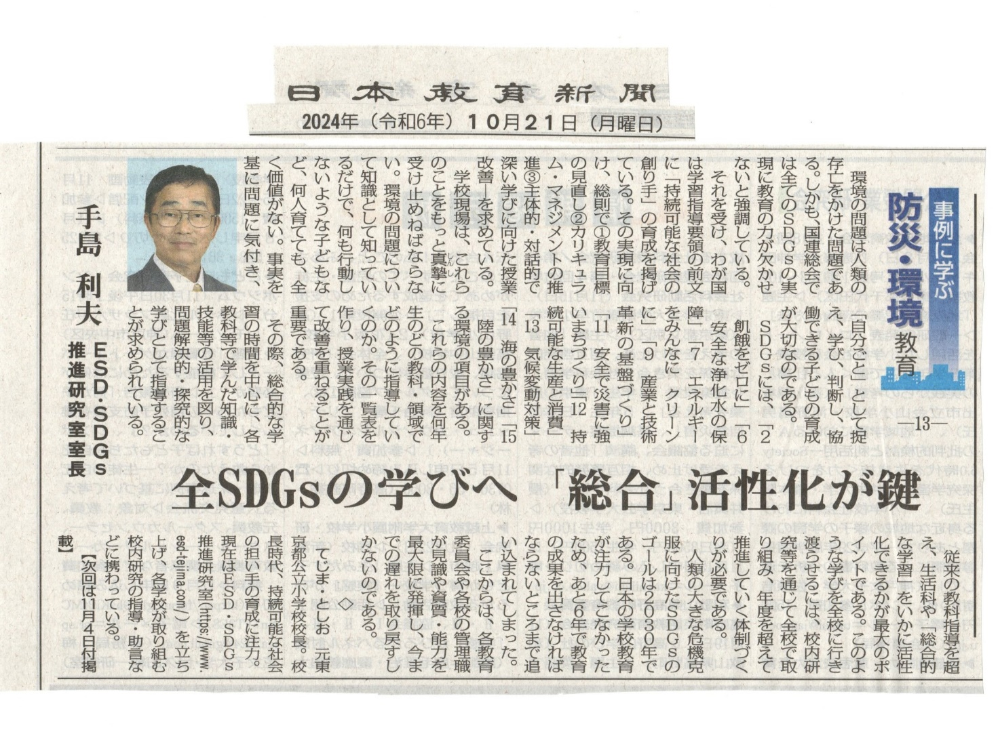 日本教育新聞
2024年（令和6年）10月21日（月曜日）
事例に学ぶ
防災・環境教育
―13―
全SDGsの学びへ　「総合」活性化が鍵
手島　利夫
ESD・SDGs
推進研究室室長
環境の問題は人類の
存亡をかけた問題であ
る。しかも、国連総会で
は全てのSDGsの実
現に教育の力が欠かせ
ないと強調している。
それを受け、わが国
は学習指導要領の前文
に「持続可能な社会の
創り手」の育成を掲げ
ている。その実現に向
け、総則で①教育目標
の見直し②カリキュラ
ム・マネジメントの推
進③主体的・対話的で
深い学びに向けた授業
改善―を求めている。
学校現場は、これら
のことをもっと真摯に
しんし
受け止めねばならな
い。環境の問題につい
て知識として知ってい
るだけで、何も行動し
ないような子どもな
ど、何人育てても、全
く価値がない。事実を
基に問題に気付き、
「自分ごと」として捉
え、学び、判断し、協
働できる子どもの育成
が大切なのである。
SDGsには、「2
飢餓をゼロに」「6
安全な浄化水の保
障」「7　エネルギー
をみんなに　クリーン
に」「9　産業と技術
革新の基盤づくり」
「11　安全で災害に強
いまちづくり」「12　持
続可能な生産と消費」
「13　気候変動対策」
「14　海の豊かさ」「15
陸の豊かさ」に関す
る環境の項目がある。
これらの内容を何年
生のどの教科・領域で
どのように指導してい
くのか。その一覧表を
作り、授業実践を通じ
て改善を重ねることが
重要である。
その際、総合的な学
習の時間を中心に、各
教科等で学んだ知識・
技能等の活用を図り、
問題解決的・探究的な
学びとして指導するこ
とが求められている。
従来の教科指導を超
え、生活科や「総合的
な学習」をいかに活性
化できるかが最大のポ
イントである。このよ
うな学びを全校に行き
渡らせるには、校内研
究等を通じて全校で取
り組み、年度を超えて
推進していく体制づく
りが必要である。
人類の大きな危機克
服に向けたSDGsの
ゴールは2030年で
ある。日本の学校教育
が注力してこなかった
ため、あと6年で教育
の成果を出さなければ
ならないところまで追
い込まれてしまった。
ここからは、各教育
委員会や各校の管理職
が見識や資質・能力を
最大限に発揮し、今ま
での遅れを取り戻すし
かないのである。
てじま・としお　元東
京都公立小学校校長。校
長時代、持続可能な社会
の担い手の育成に注力。
現在はESD・SDGs
推進研究室（https://www
esd-tejima.com/）を立ち
上げ、各学校が取り組む
校内研究の指導・助言な
どに携わっている。
【次回は11月4日付掲
載】